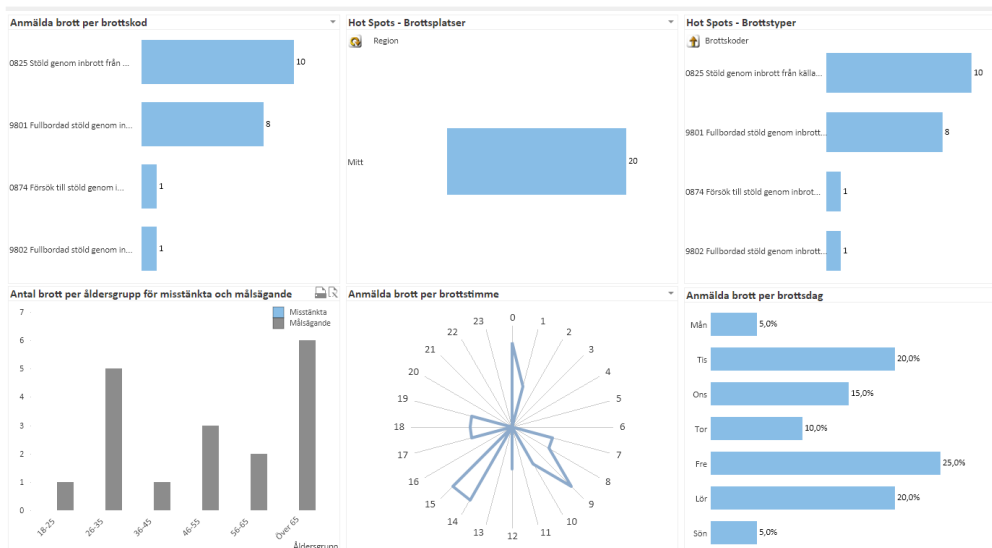 Anmälda brott per brottskod
0825 Stöld genom inbrott från ...
10
9801 Fullbordad stöld genom in...
8
0874 Försök till stöld genom i...
1
9802 Fullbordad stöld genom in...
1
Hot Spots - Brottsplatser
Region
Mitt
20
Hot Spots - Brottstyper
Brottskoder
0825 Stöld genom inbrott från källa...
10
9801 Fullbordad stöld genom inbrott...
8
0874 Försök till stöld genom inbrot...
1
9802 Fullbordad stöld genom inbrott...
1
Antal brott per åldersgrupp för misstänkta och målsägande
Misstänkta
Målsägande
7
6
5
4
3
2
1
0
18-25
26-35
36-45
46-55
56-65
Över 65
Åldersgrupp
Anmälda brott per brottstimme
0
1
2
3
4
5
6
7
8
9
10
11
12
13
14
15
16
17
18
19
20
21
22
23
Anmälda brott per brottsdag
Mån
5,0%
Tis
20,0%
Ons
15,0%
Tor
10,0%
Fre
25,0%
Lör
20,0%
Sön
5,0%